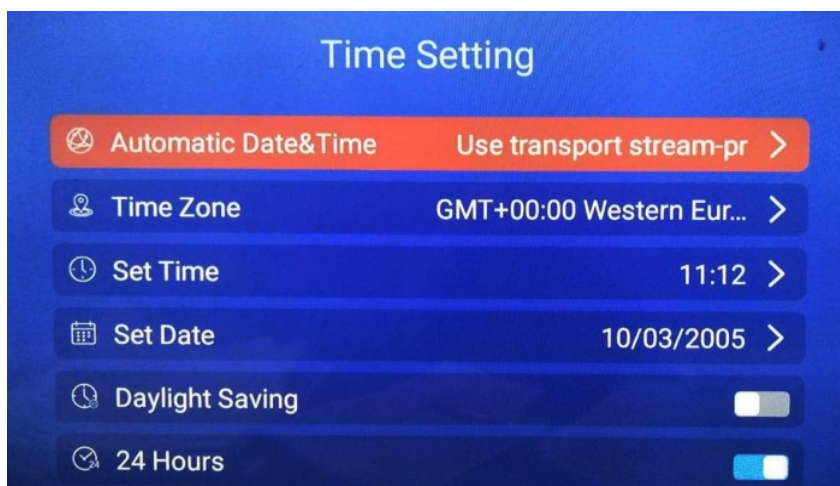 Time Setting
Automatic Date&Time Use transport stream-pr
Time Zone GMT+00:00 Western Eur...
Set Time 11:12
Set Date 10/03/2005
Daylight Saving
24 Hours